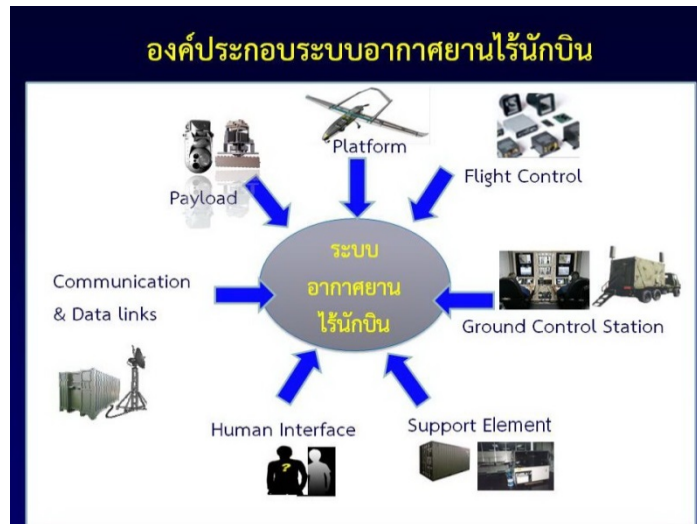 องค์ประกอบระบบอากาศยานไร้นักบิน
Platform
Flight Control
Payload
ระบบ
อากาศยาน
ไร้นักบิน
Communication
& Data links
Ground Control Station
Human Interface
?
Support Element